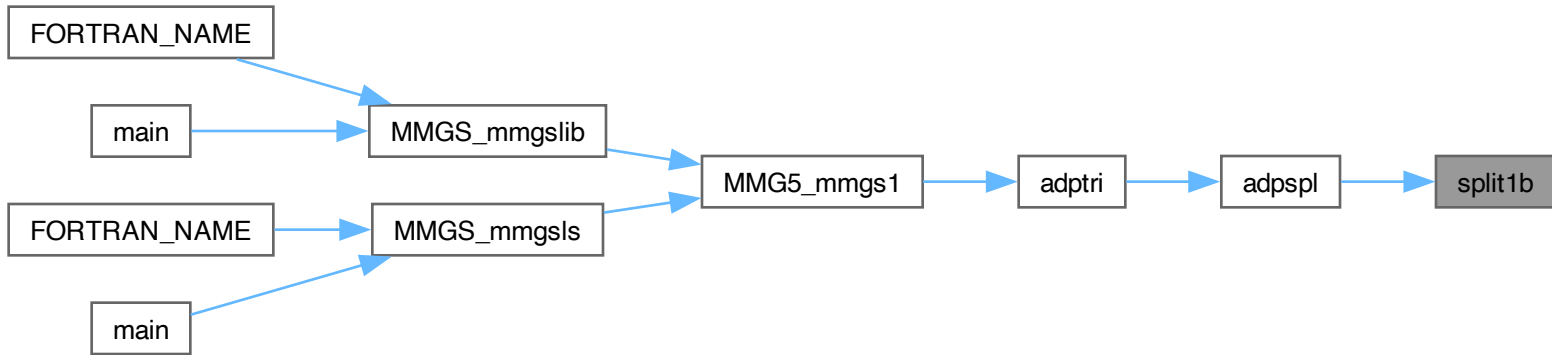 FORTRAN_NAME
main
MMGS_mmgslib
MMG5_mmgs1
adptri
adpspl
split1b
FORTRAN_NAME
MMGS_mmgsls
main